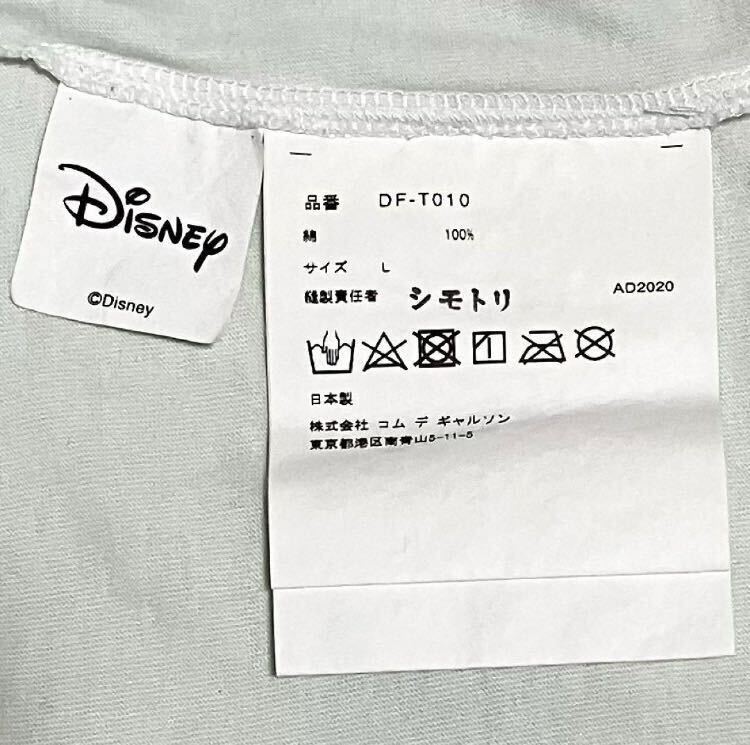 Disney
©Disney
品番 DF-T010
綿 100%
サイズ L
縫製責任者 シモトリ AD2020
日本製
株式会社 コム デ ギャルソン
東京都港区南青山5-11-5